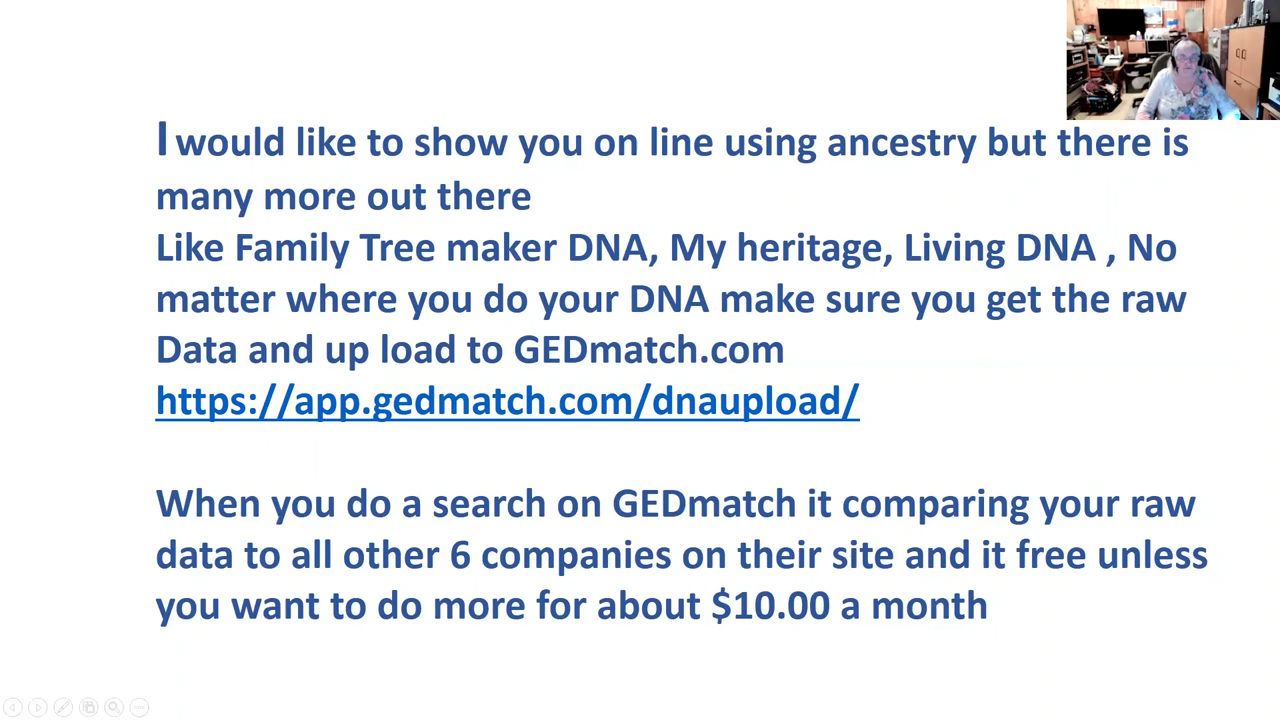 I would like to show you on line using ancestry but there is
many more out there
Like Family Tree maker DNA, My heritage, Living DNA , No
matter where you do your DNA make sure you get the raw
Data and up load to GEDmatch.com
https://app.gedmatch.com/dnaupload/
When you do a search on GEDmatch it comparing your raw
data to all other 6 companies on their site and it free unless
you want to do more for about $10.00 a month